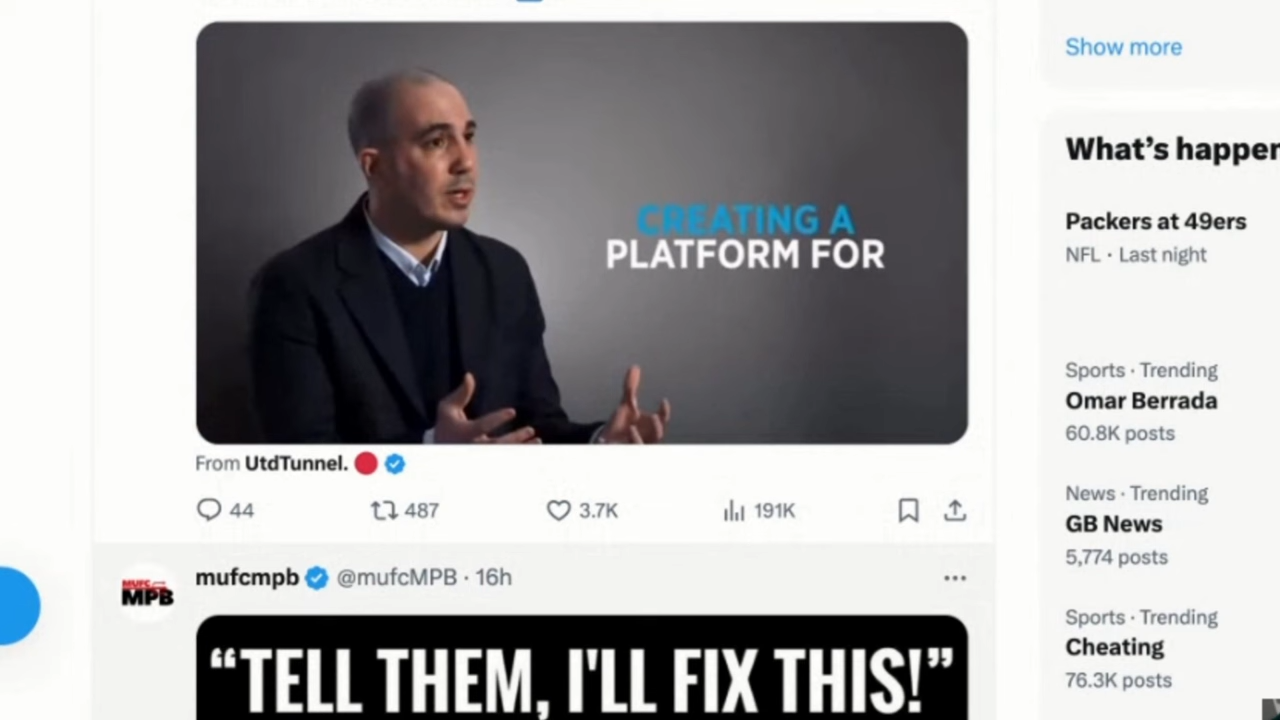 CREATING A
PLATFORM FOR
From UtdTunnel.
44
487
3.7K
191K
MUFC
MPB
mufcmpb @mufcMPB · 16h
“TELL THEM, I'LL FIX THIS!”
Show more
What’s happen
Packers at 49ers
NFL · Last night
Sports · Trending
Omar Berrada
60.8K posts
News · Trending
GB News
5,774 posts
Sports · Trending
Cheating
76.3K posts